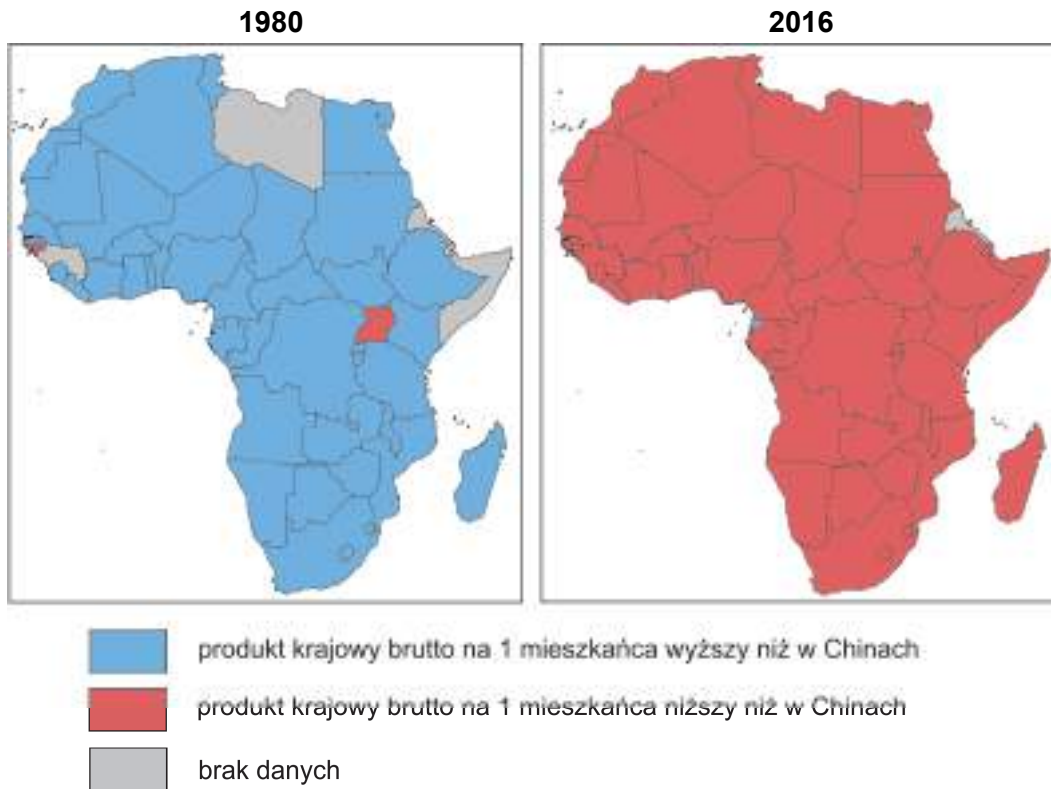 1980
2016
produkt krajowy brutto na 1 mieszkańca wyższy niż w Chinach
produkt krajowy brutto na 1 mieszkańca niższy niż w Chinach
brak danych